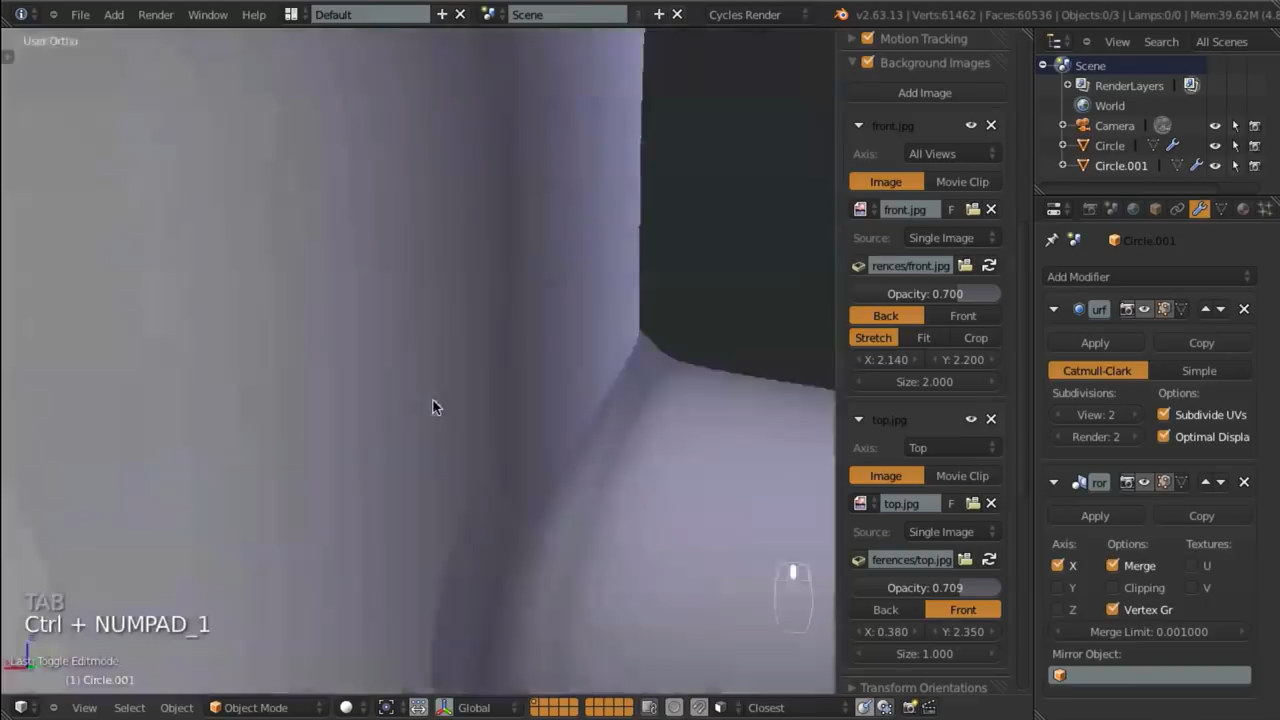 File Add Render Window Help Default Scene Cycles Render v2.63.13 | Verts:61462 | Faces:60536 | Objects:0/3 | Lamps:0/0 | Mem:39.62M
User Ortho
TAB
Ctrl + NUMPAD_1
Last: Toggle Editmode
(1) Circle.001
View Select Object Object Mode Global Closest
Motion Tracking
Background Images
Add Image
front.jpg
Axis: All Views
Image Movie Clip
front.jpg F
Source: Single Image
rences/front.jpg
Opacity: 0.700
Back Front
Stretch Fit Crop
X: 2.140 Y: 2.200
Size: 2.000
top.jpg
Axis: Top
Image Movie Clip
top.jpg F
Source: Single Image
ferences/top.jpg
Opacity: 0.709
Back Front
X: 0.380 Y: 2.350
Size: 1.000
Transform Orientations
View Search All Scenes
Scene
RenderLayers
World
Camera
Circle
Circle.001
Circle.001
Add Modifier
urf
Apply Copy
Catmull-Clark Simple
Subdivisions: Options:
View: 2 Subdivide UVs
Render: 2 Optimal Displa
ror
Apply Copy
Axis: Options: Textures:
X Merge U
Y Clipping V
Z Vertex Gr
Merge Limit: 0.001000
Mirror Object: